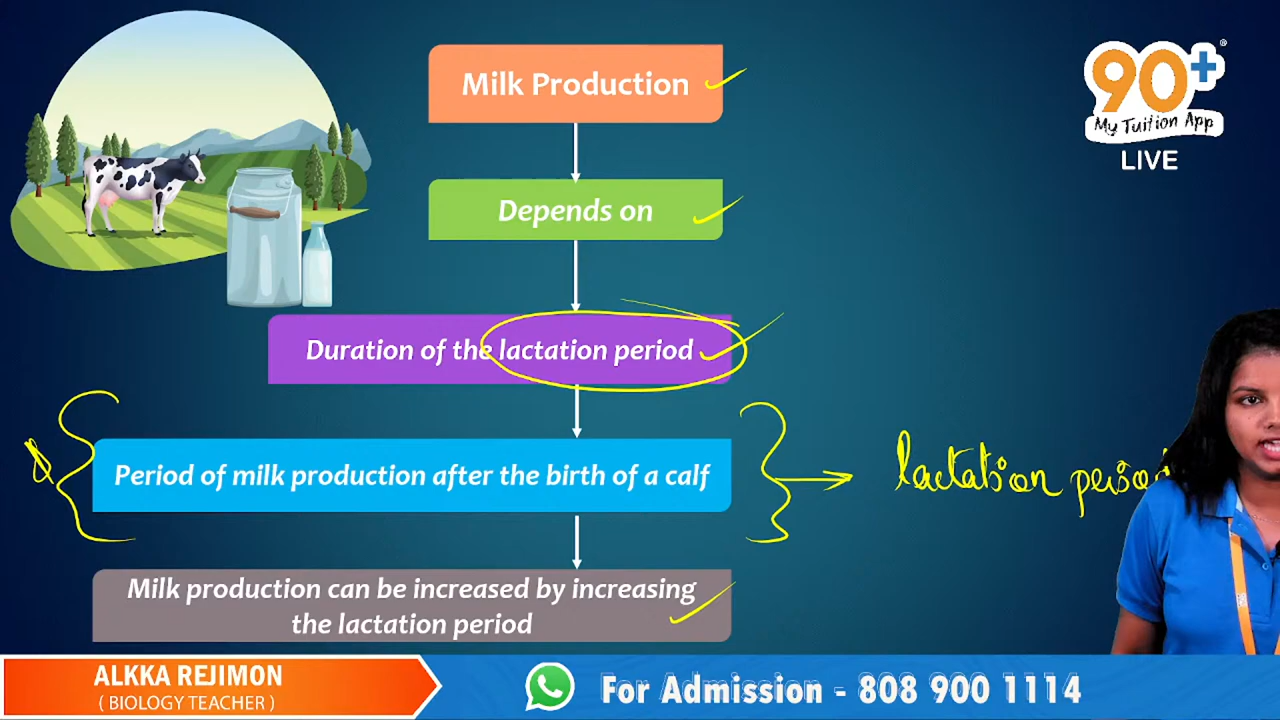 Milk Production
Depends on
Duration of the lactation period
Period of milk production after the birth of a calf
lactation
Milk production can be increased by increasing
the lactation period
90+
®
My Tuition App
LIVE
ALKKA REJIMON
( BIOLOGY TEACHER )
For Admission - 808 900 1114